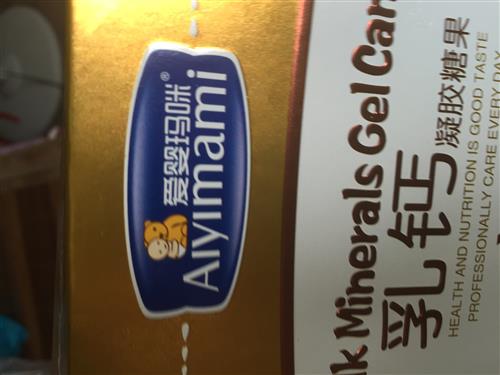 爱婴玛咪®
Aiyimami
lk Minerals Gel Can
乳钙凝胶糖果
HEALTH AND NUTRITION IS GOOD TASTE
PROFESSIONALLY CARE EVERY DAY